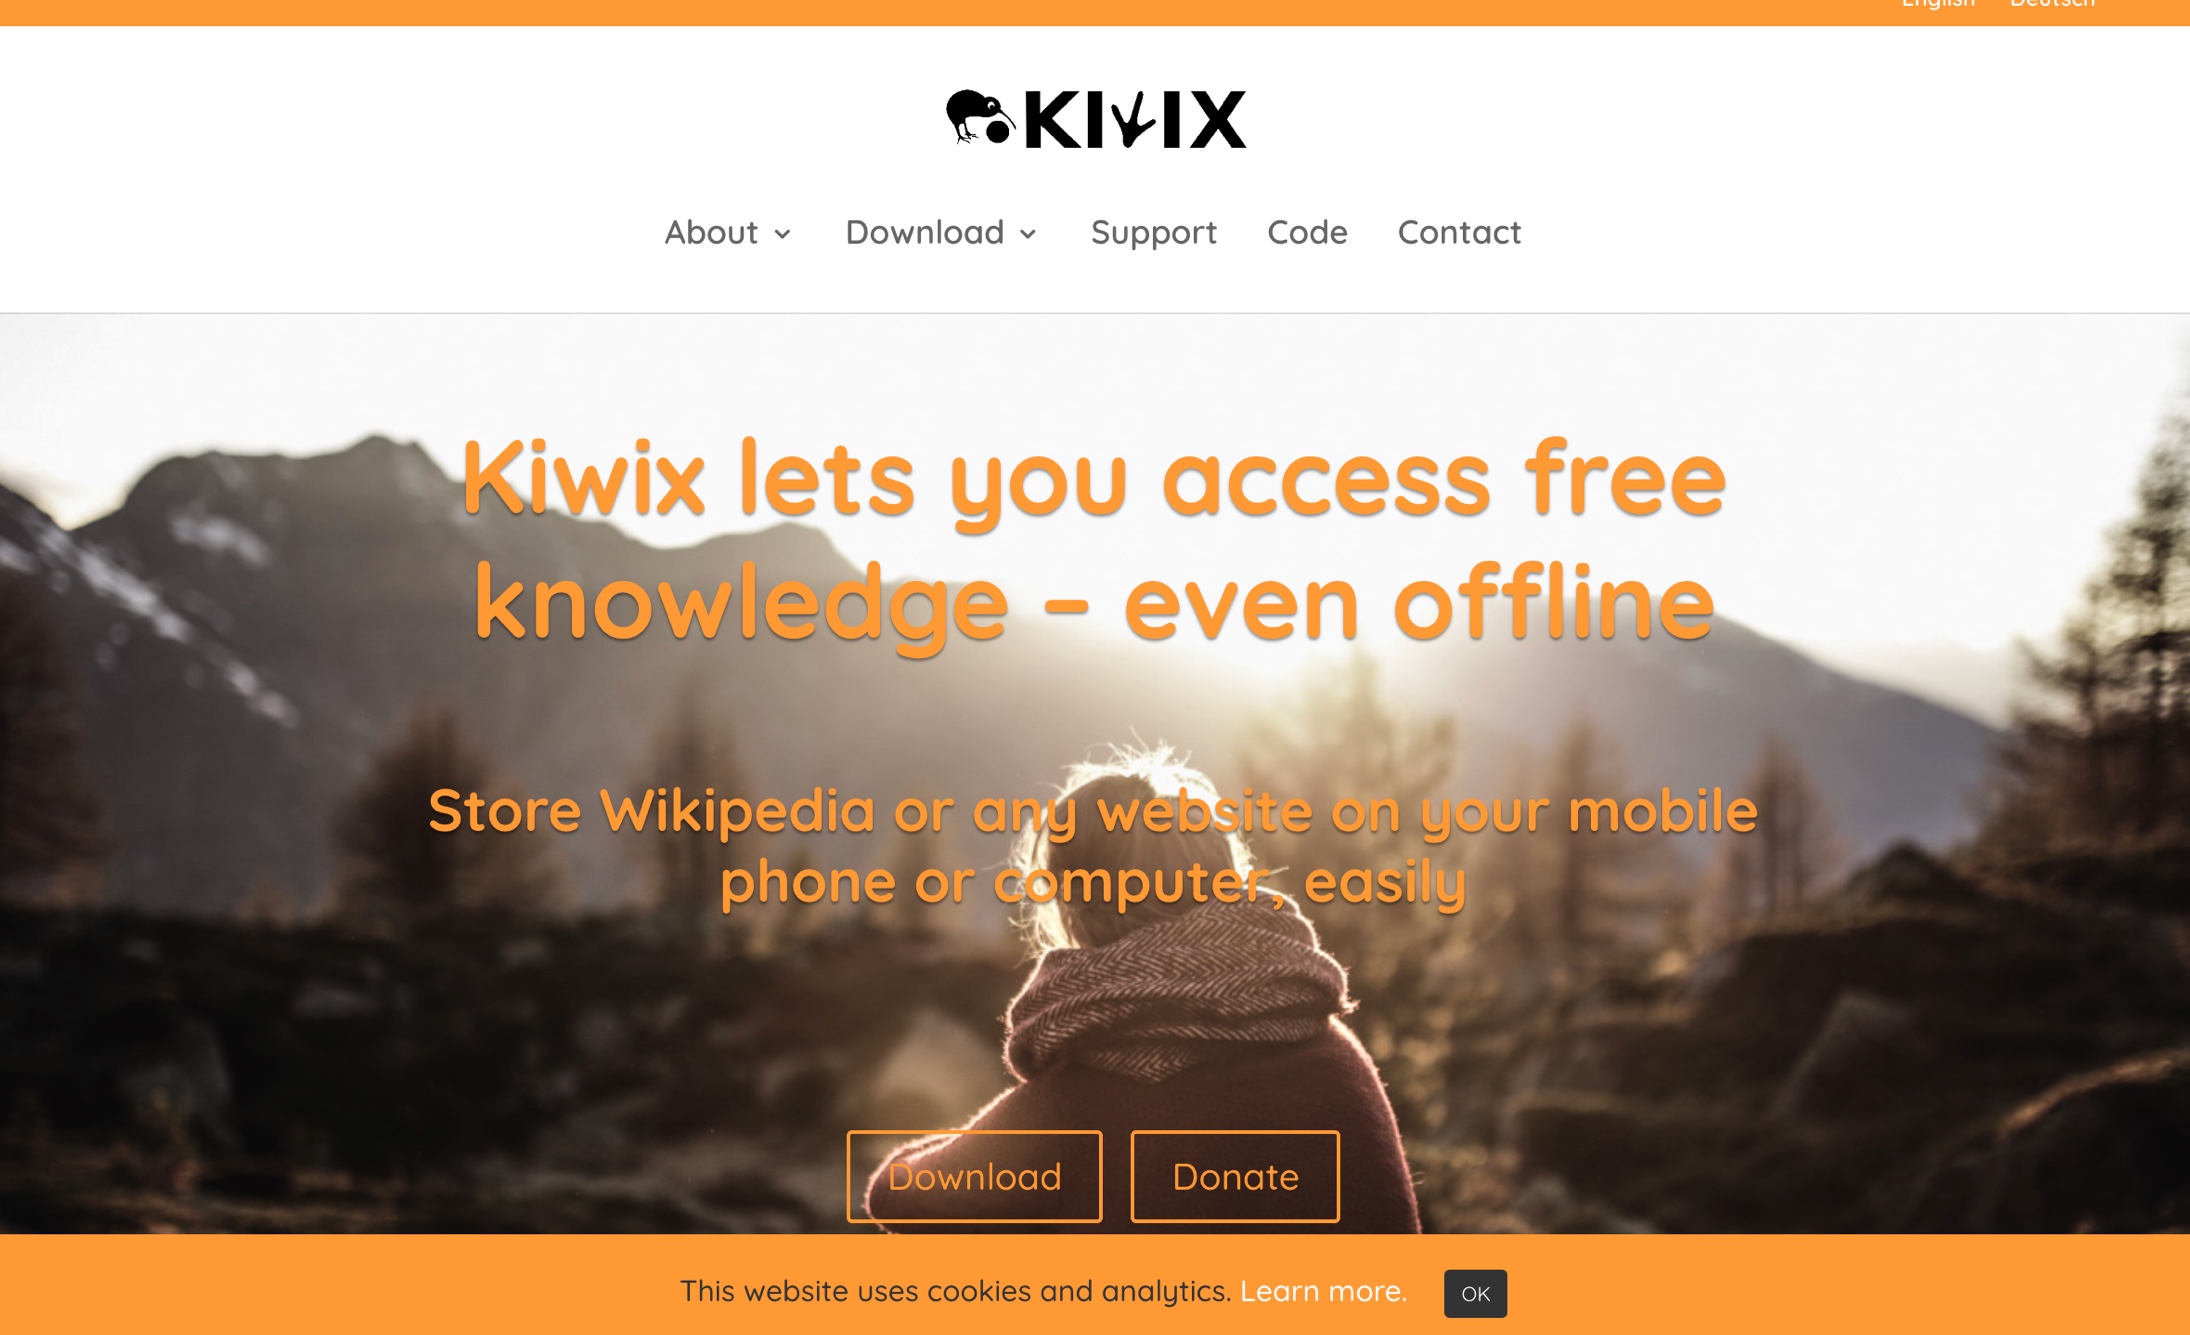 English Deutsch
KIWIX
About Download Support Code Contact
Kiwix lets you access free
knowledge – even offline
Store Wikipedia or any website on your mobile
phone or computer, easily
Download Donate
This website uses cookies and analytics. Learn more. OK